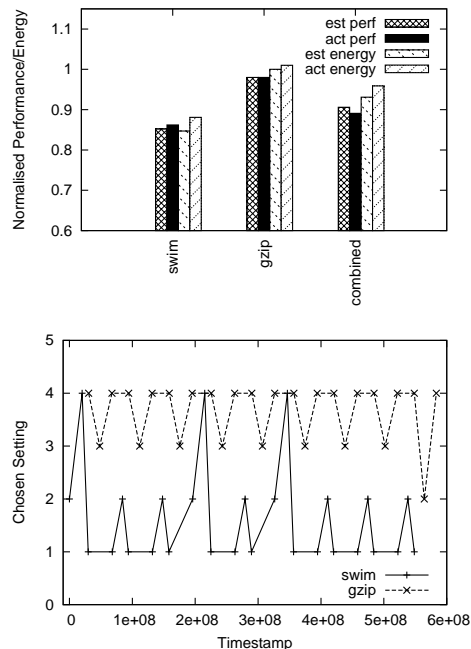 Normalised Performance/Energy
1.1
1
0.9
0.8
0.7
0.6
est perf
act perf
est energy
act energy
swim
gzip
combined
Chosen Setting
5
4
3
2
1
0
swim
gzip
0 1e+08 2e+08 3e+08 4e+08 5e+08 6e+08
Timestamp